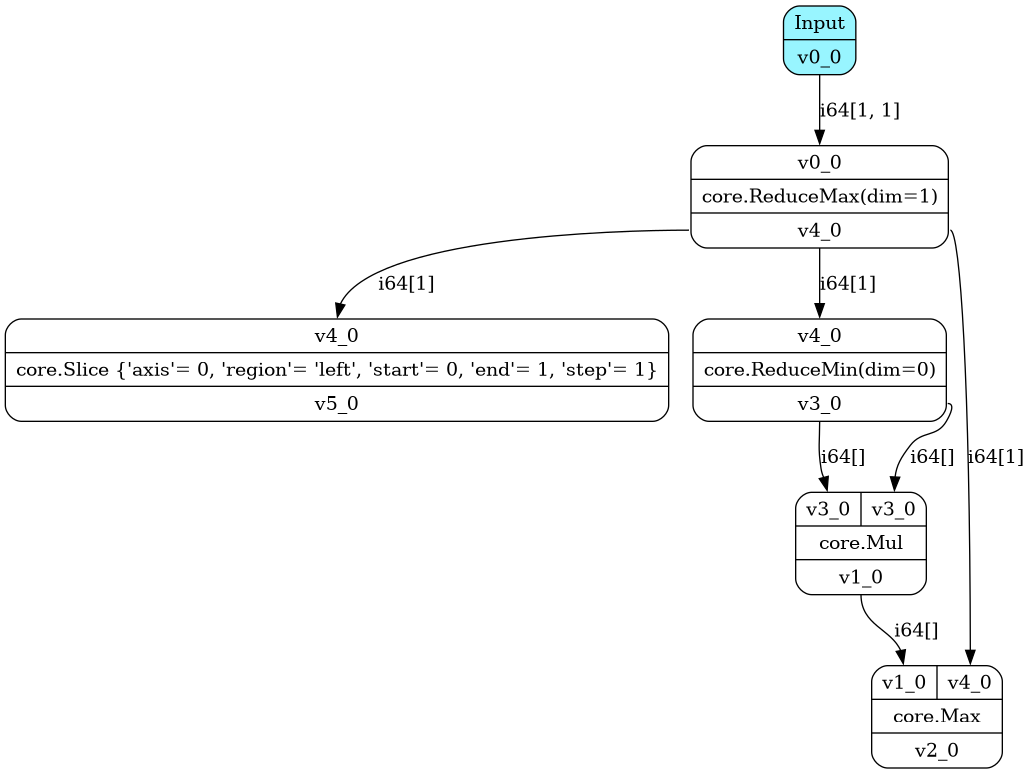 Input
v0_0
i64[1, 1]
v0_0
core.ReduceMax(dim=1)
v4_0
i64[1]
i64[1]
v4_0
core.Slice {'axis'= 0, 'region'= 'left', 'start'= 0, 'end'= 1, 'step'= 1}
v5_0
v4_0
core.ReduceMin(dim=0)
v3_0
i64[]
i64[]
i64[1]
v3_0 v3_0
core.Mul
v1_0
i64[]
v1_0 v4_0
core.Max
v2_0